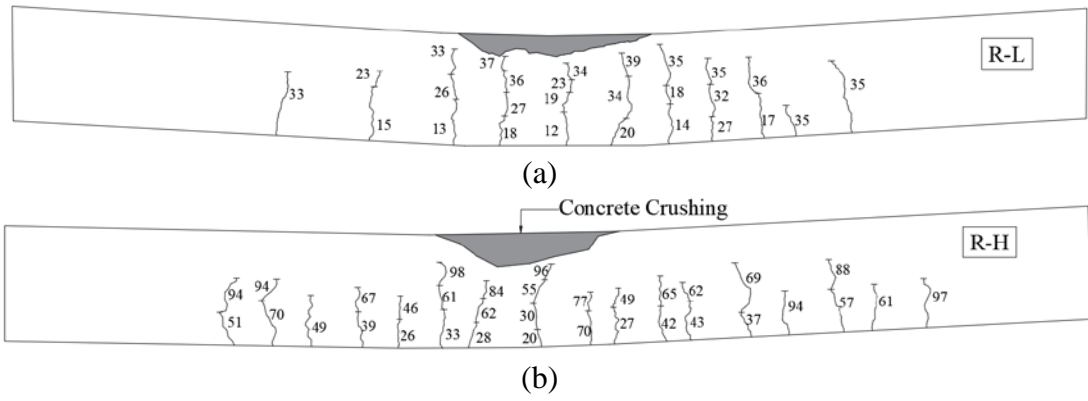 R-L
33 37 34 39 35 35 36 35
23 36 23 18
33 26 19 34 32
27
15 13 18 12 20 14 27 17 35
(a)
Concrete Crushing
R-H
98 96 69 88
94 94 67 84 55 77 49 65 62 61 97
61 46 62 30 94 57
51 70 49 39 26 33 28 20 70 27 42 43 37
(b)